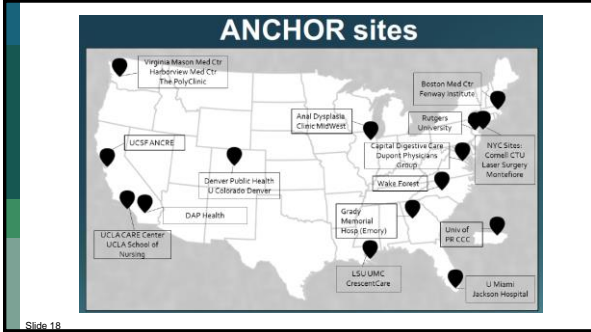 ANCHOR sites
Virginia Mason Med Ctr
Harborview Med Ctr
The PolyClinic
Boston Med Ctr
Fenway Institute
Anal Dysplasia
Clinic MidWest
Rutgers
University
UCSF ANCRE
Capital Digestive Care
Dupont Physicians
Group
NYC Sites:
Cornell CTU
Laser Surgery
Montefiore
Denver Public Health
U Colorado Denver
Wake Forest
DAP Health
Grady
Memorial
Hosp (Emory)
Univ of
PR CCC
UCLA CARE Center
UCLA School of
Nursing
LSU UMC
CrescentCare
U Miami
Jackson Hospital
Slide 18